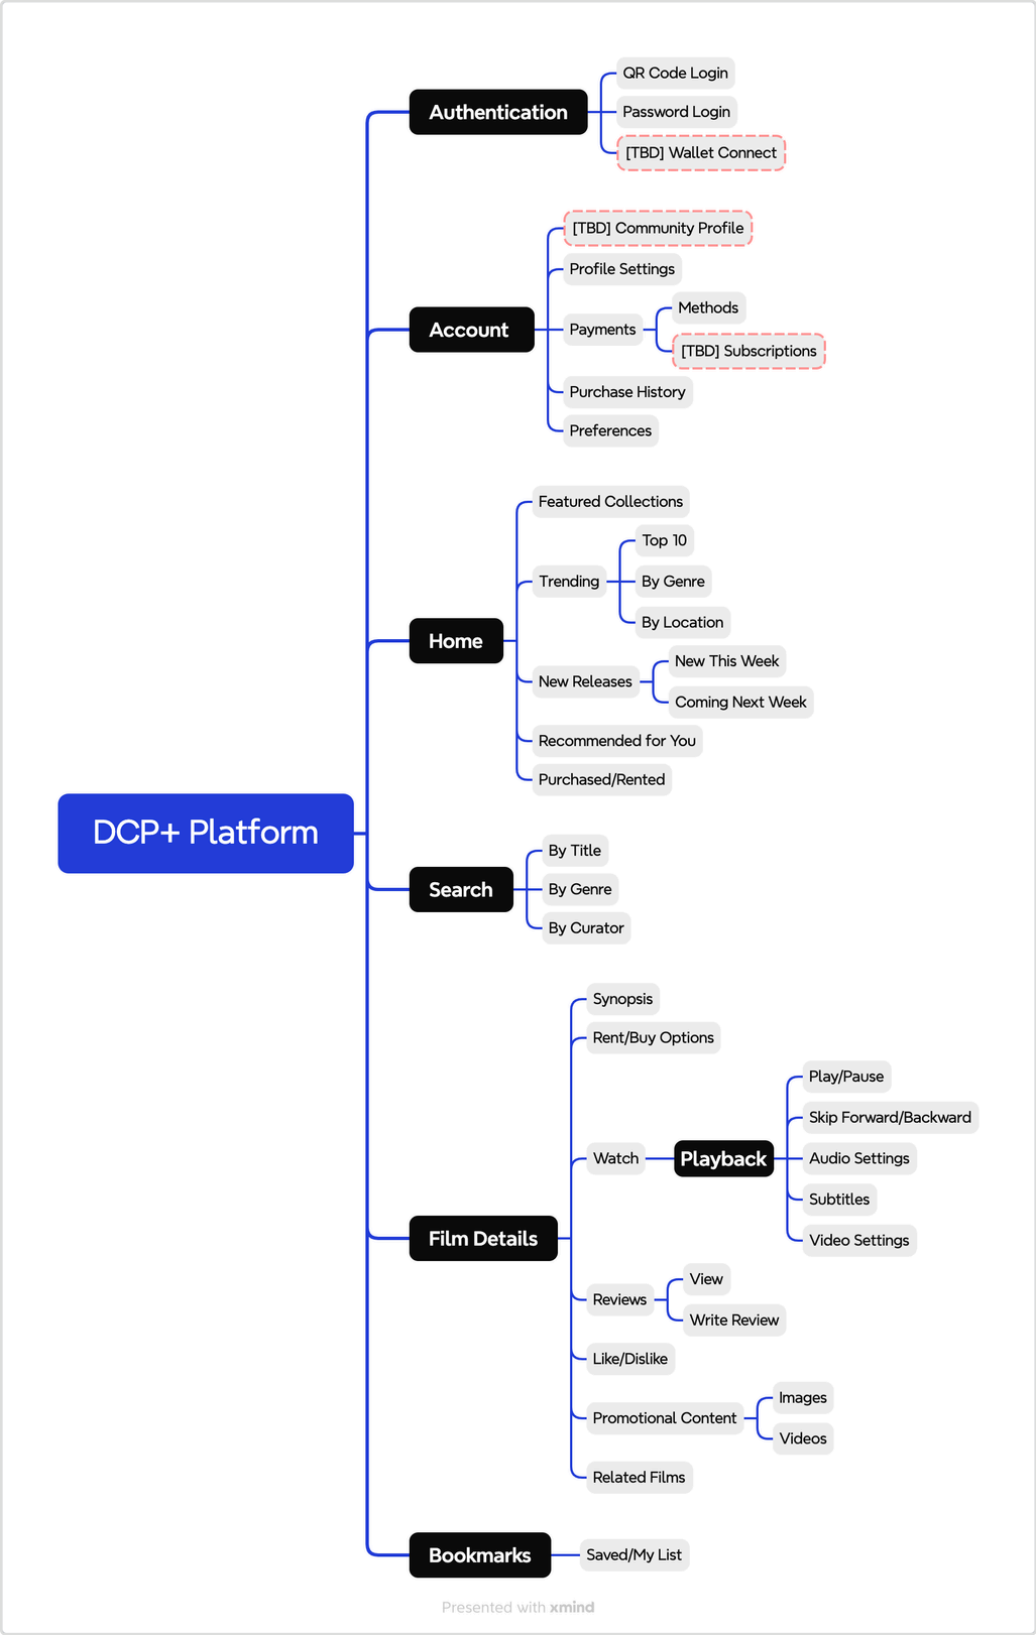 DCP+ Platform
Authentication
QR Code Login
Password Login
[TBD] Wallet Connect
Account
[TBD] Community Profile
Profile Settings
Payments
Methods
[TBD] Subscriptions
Purchase History
Preferences
Home
Featured Collections
Trending
Top 10
By Genre
By Location
New Releases
New This Week
Coming Next Week
Recommended for You
Purchased/Rented
Search
By Title
By Genre
By Curator
Film Details
Synopsis
Rent/Buy Options
Watch
Playback
Play/Pause
Skip Forward/Backward
Audio Settings
Subtitles
Video Settings
Reviews
View
Write Review
Like/Dislike
Promotional Content
Images
Videos
Related Films
Bookmarks
Saved/My List
Presented with xmind